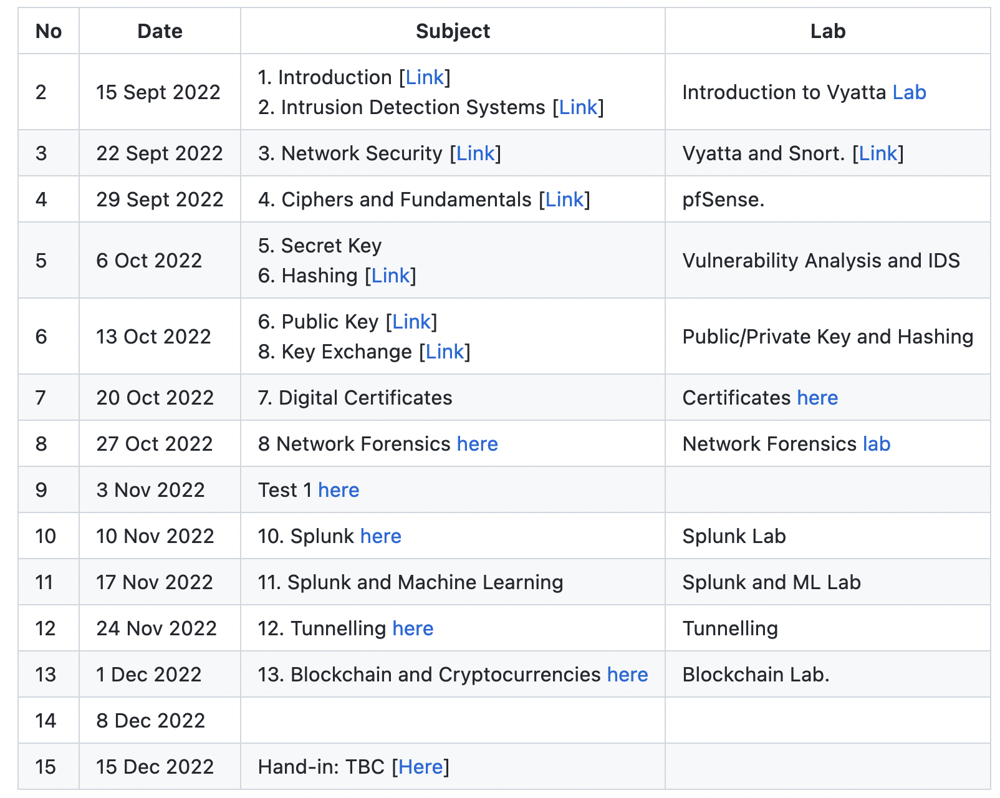 No Date Subject Lab
2 15 Sept 2022 1. Introduction [Link]
2. Intrusion Detection Systems [Link] Introduction to Vyatta Lab
3 22 Sept 2022 3. Network Security [Link] Vyatta and Snort. [Link]
4 29 Sept 2022 4. Ciphers and Fundamentals [Link] pfSense.
5 6 Oct 2022 5. Secret Key
6. Hashing [Link] Vulnerability Analysis and IDS
6 13 Oct 2022 6. Public Key [Link]
8. Key Exchange [Link] Public/Private Key and Hashing
7 20 Oct 2022 7. Digital Certificates Certificates here
8 27 Oct 2022 8 Network Forensics here Network Forensics lab
9 3 Nov 2022 Test 1 here
10 10 Nov 2022 10. Splunk here Splunk Lab
11 17 Nov 2022 11. Splunk and Machine Learning Splunk and ML Lab
12 24 Nov 2022 12. Tunnelling here Tunnelling
13 1 Dec 2022 13. Blockchain and Cryptocurrencies here Blockchain Lab.
14 8 Dec 2022
15 15 Dec 2022 Hand-in: TBC [Here]